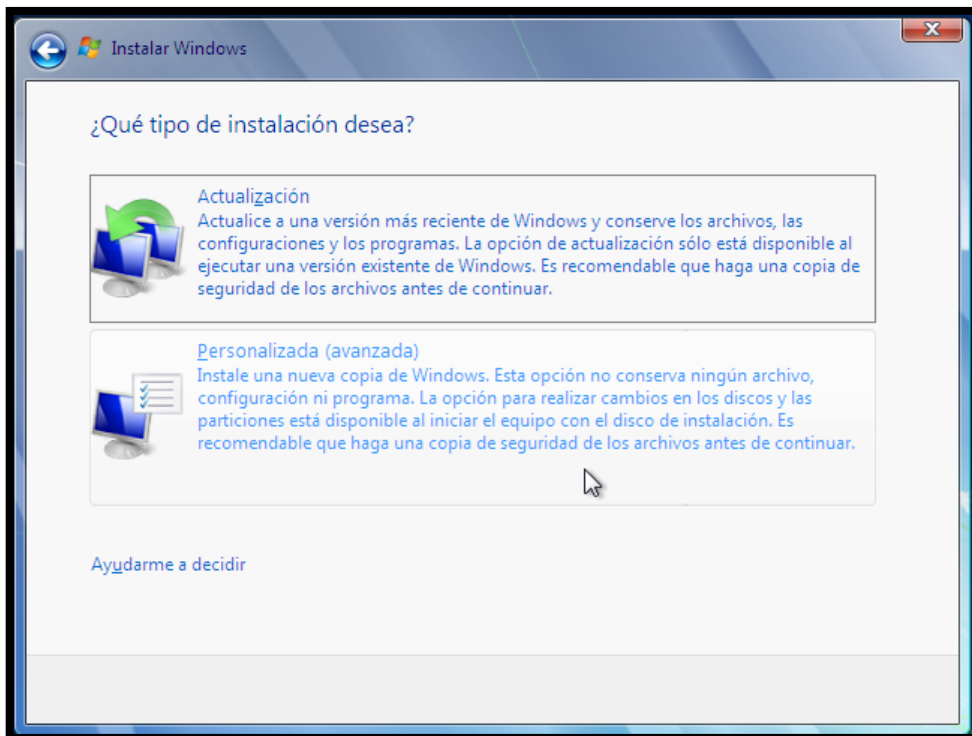 Instalar Windows
¿Qué tipo de instalación desea?
Actualización
Actualice a una versión más reciente de Windows y conserve los archivos, las
configuraciones y los programas. La opción de actualización sólo está disponible al
ejecutar una versión existente de Windows. Es recomendable que haga una copia de
seguridad de los archivos antes de continuar.
Personalizada (avanzada)
Instale una nueva copia de Windows. Esta opción no conserva ningún archivo,
configuración ni programa. La opción para realizar cambios en los discos y las
particiones está disponible al iniciar el equipo con el disco de instalación. Es
recomendable que haga una copia de seguridad de los archivos antes de continuar.
Ayudarme a decidir